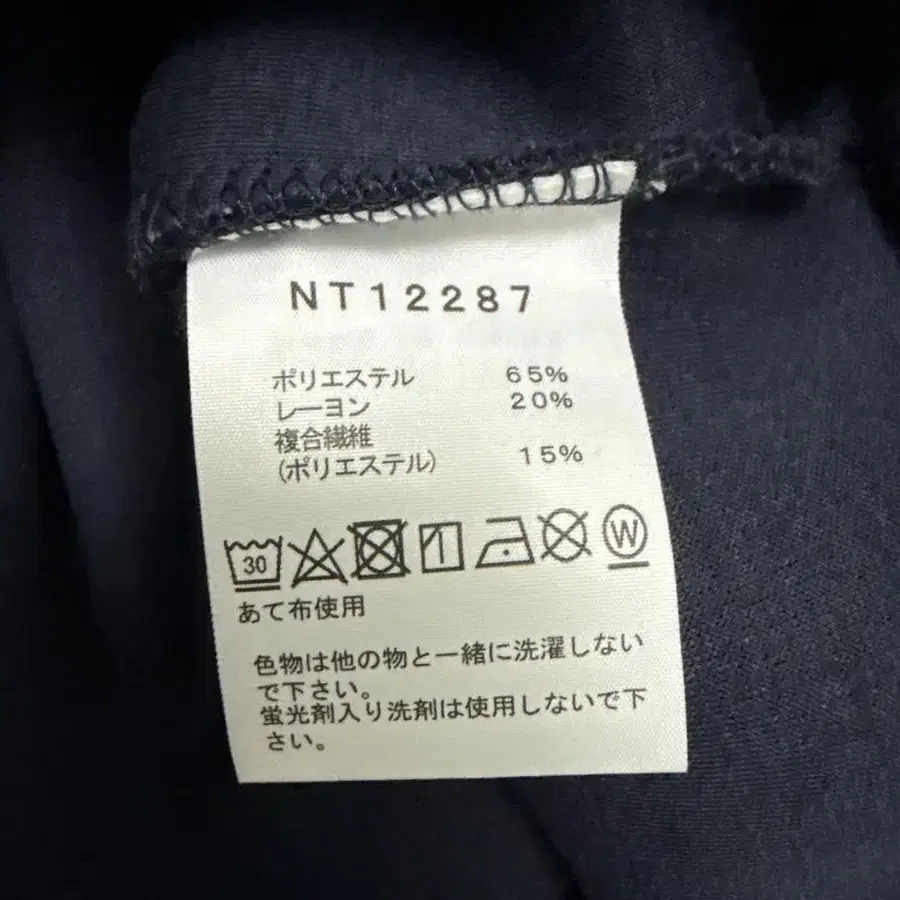 NT12287
ポリエステル 65%
レーヨン 20%
複合繊維
(ポリエステル) 15%
30 W
あて布使用
色物は他の物と一緒に洗濯しない
で下さい。
蛍光剤入り洗剤は使用しないで下
さい。